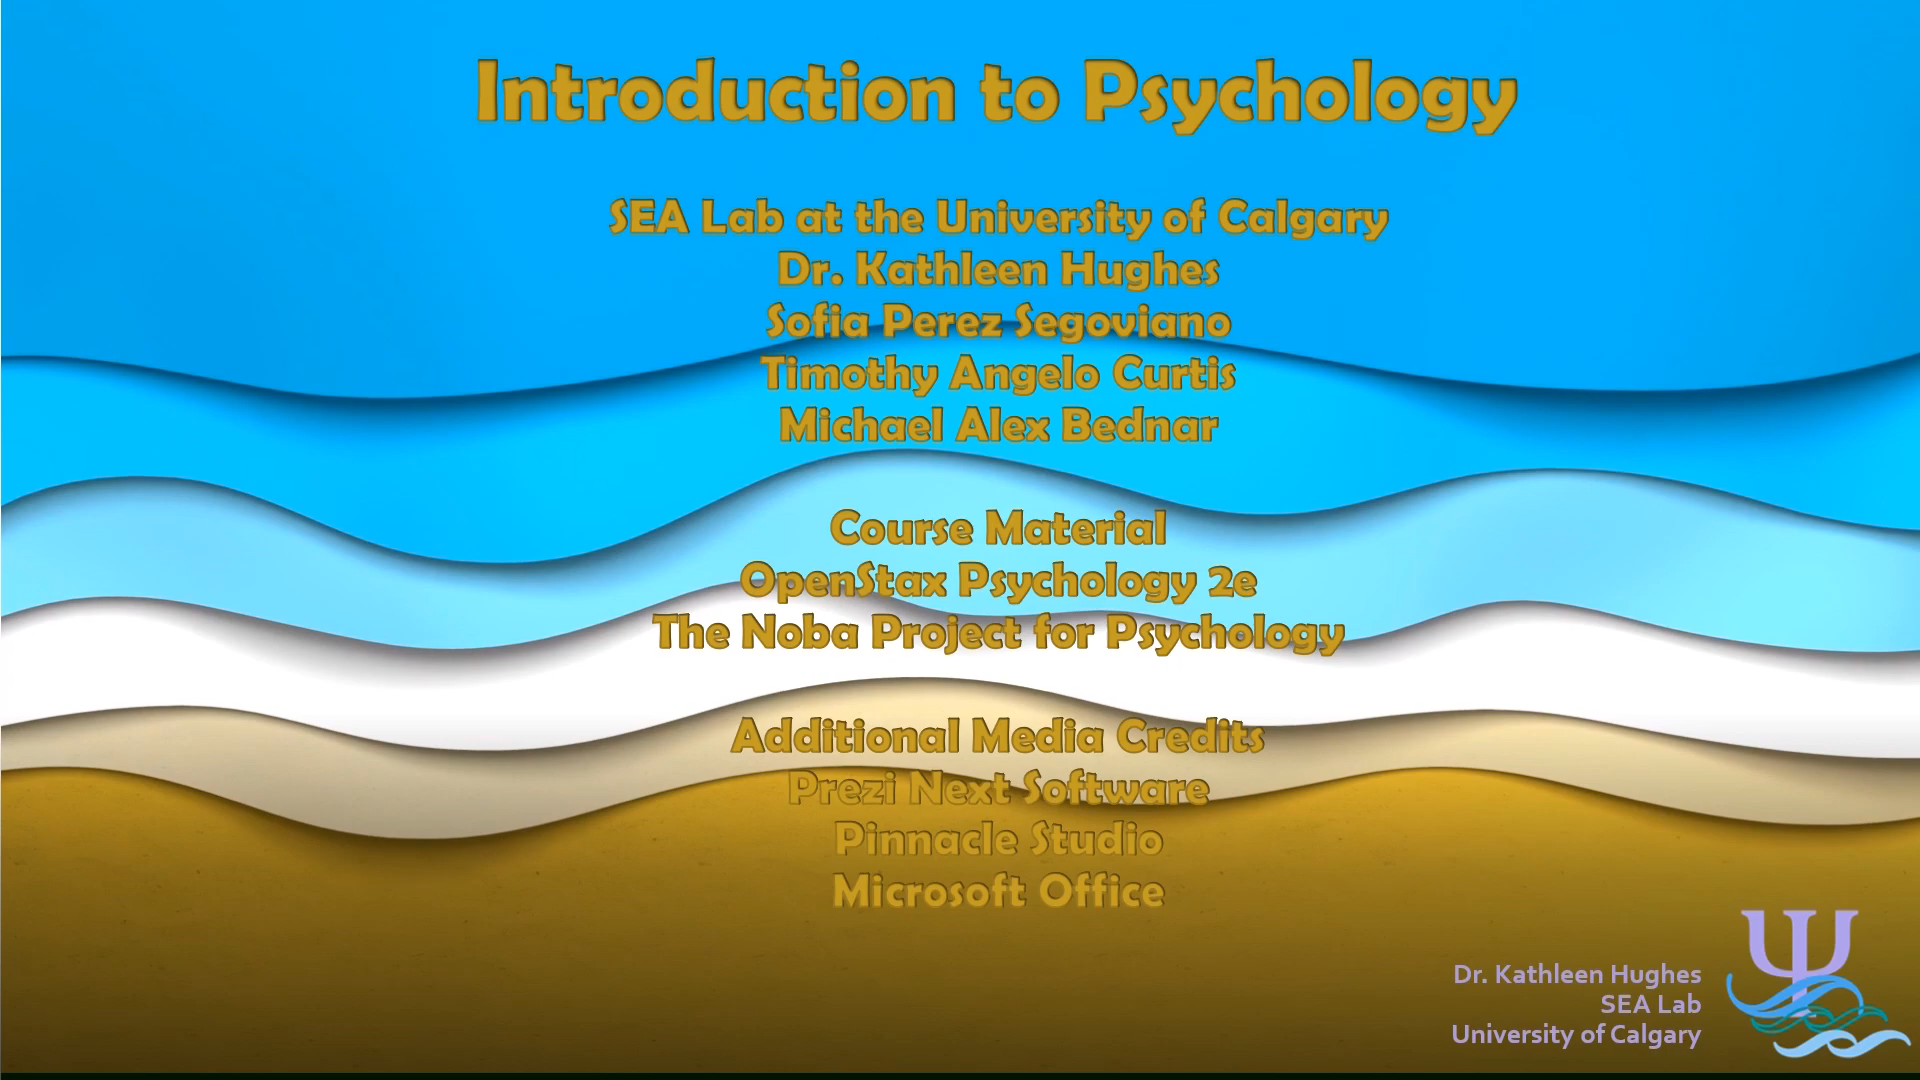 Introduction to Psychology
SEA Lab at the University of Calgary
Dr. Kathleen Hughes
Sofia Perez Segoviano
Timothy Angelo Curtis
Michael Alex Bednar
Course Material
OpenStax Psychology 2e
The Noba Project for Psychology
Additional Media Credits
Prezi Next Software
Pinnacle Studio
Microsoft Office
Dr. Kathleen Hughes
SEA Lab
University of Calgary